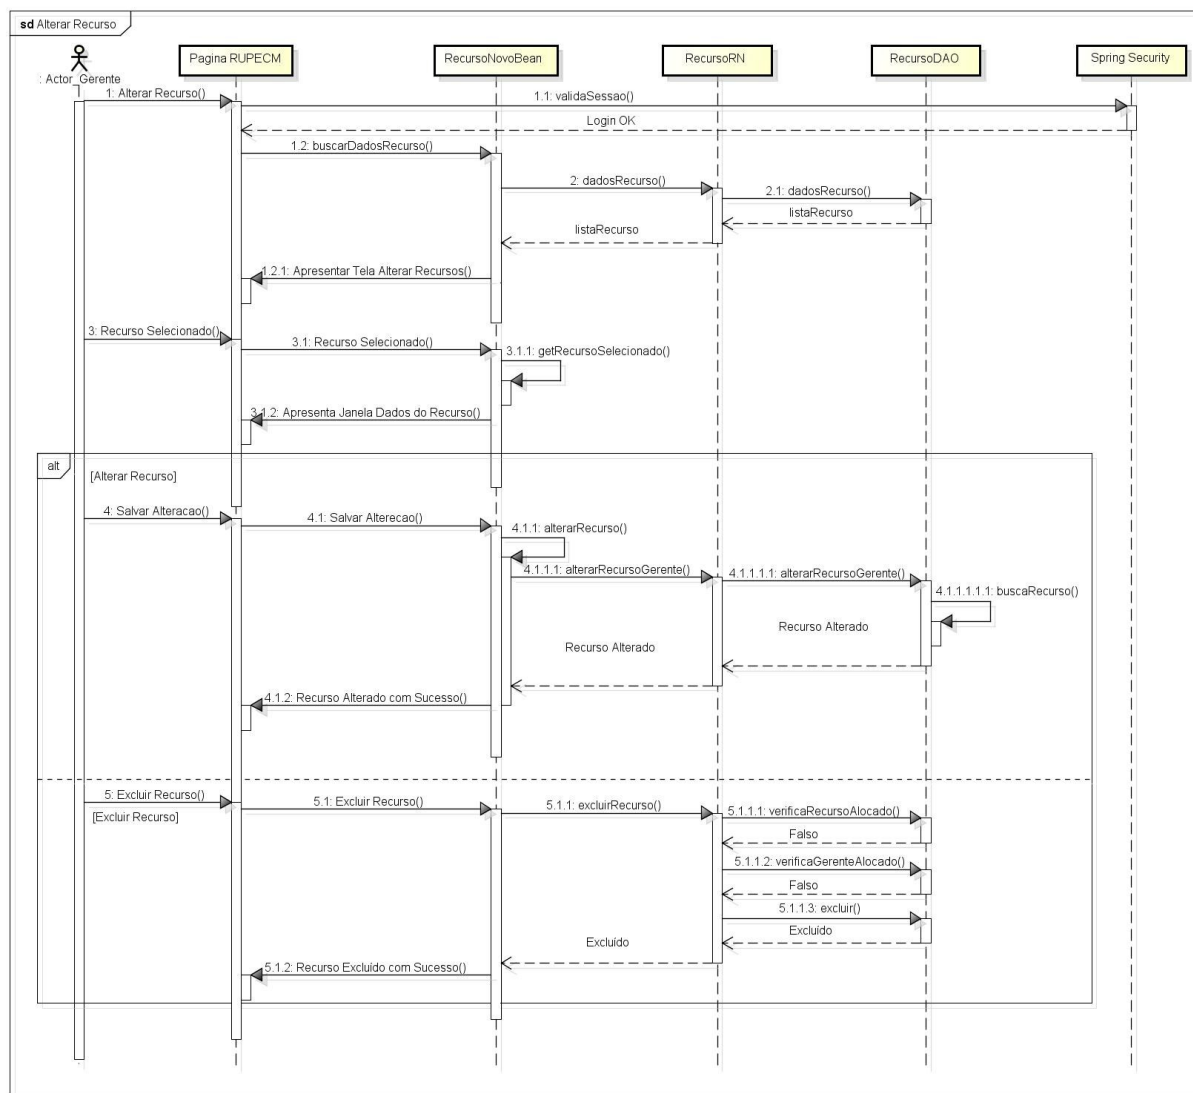 sd Alterar Recurso
: Actor_Gerente
Pagina RUPECM
RecursoNovoBean
RecursoRN
RecursoDAO
Spring Security
1: Alterar Recurso()
1.1: validaSessao()
Login OK
1.2: buscarDadosRecurso()
2: dadosRecurso()
2.1: dadosRecurso()
listaRecurso
listaRecurso
1.2.1: Apresentar Tela Alterar Recursos()
3: Recurso Selecionado()
3.1: Recurso Selecionado()
3.1.1: getRecursoSelecionado()
3.1.2: Apresenta Janela Dados do Recurso()
alt
[Alterar Recurso]
4: Salvar Alteracao()
4.1: Salvar Alterecao()
4.1.1: alterarRecurso()
4.1.1.1: alterarRecursoGerente()
4.1.1.1.1: alterarRecursoGerente()
4.1.1.1.1.1: buscaRecurso()
Recurso Alterado
Recurso Alterado
4.1.2: Recurso Alterado com Sucesso()
5: Excluir Recurso()
[Excluir Recurso]
5.1: Excluir Recurso()
5.1.1: excluirRecurso()
5.1.1.1: verificaRecursoAlocado()
Falso
5.1.1.2: verificaGerenteAlocado()
Falso
5.1.1.3: excluir()
Excluído
Excluído
5.1.2: Recurso Excluído com Sucesso()